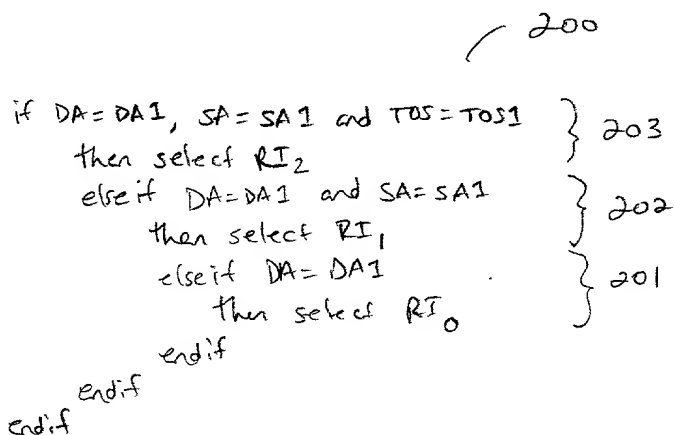 200
if DA = DA1, SA = SA1 and TOS = TOS1
then select RI2
203
elseif DA = DA1 and SA = SA1
then select RI1
202
elseif DA = DA1
then select RI0
201
endif
endif
endif